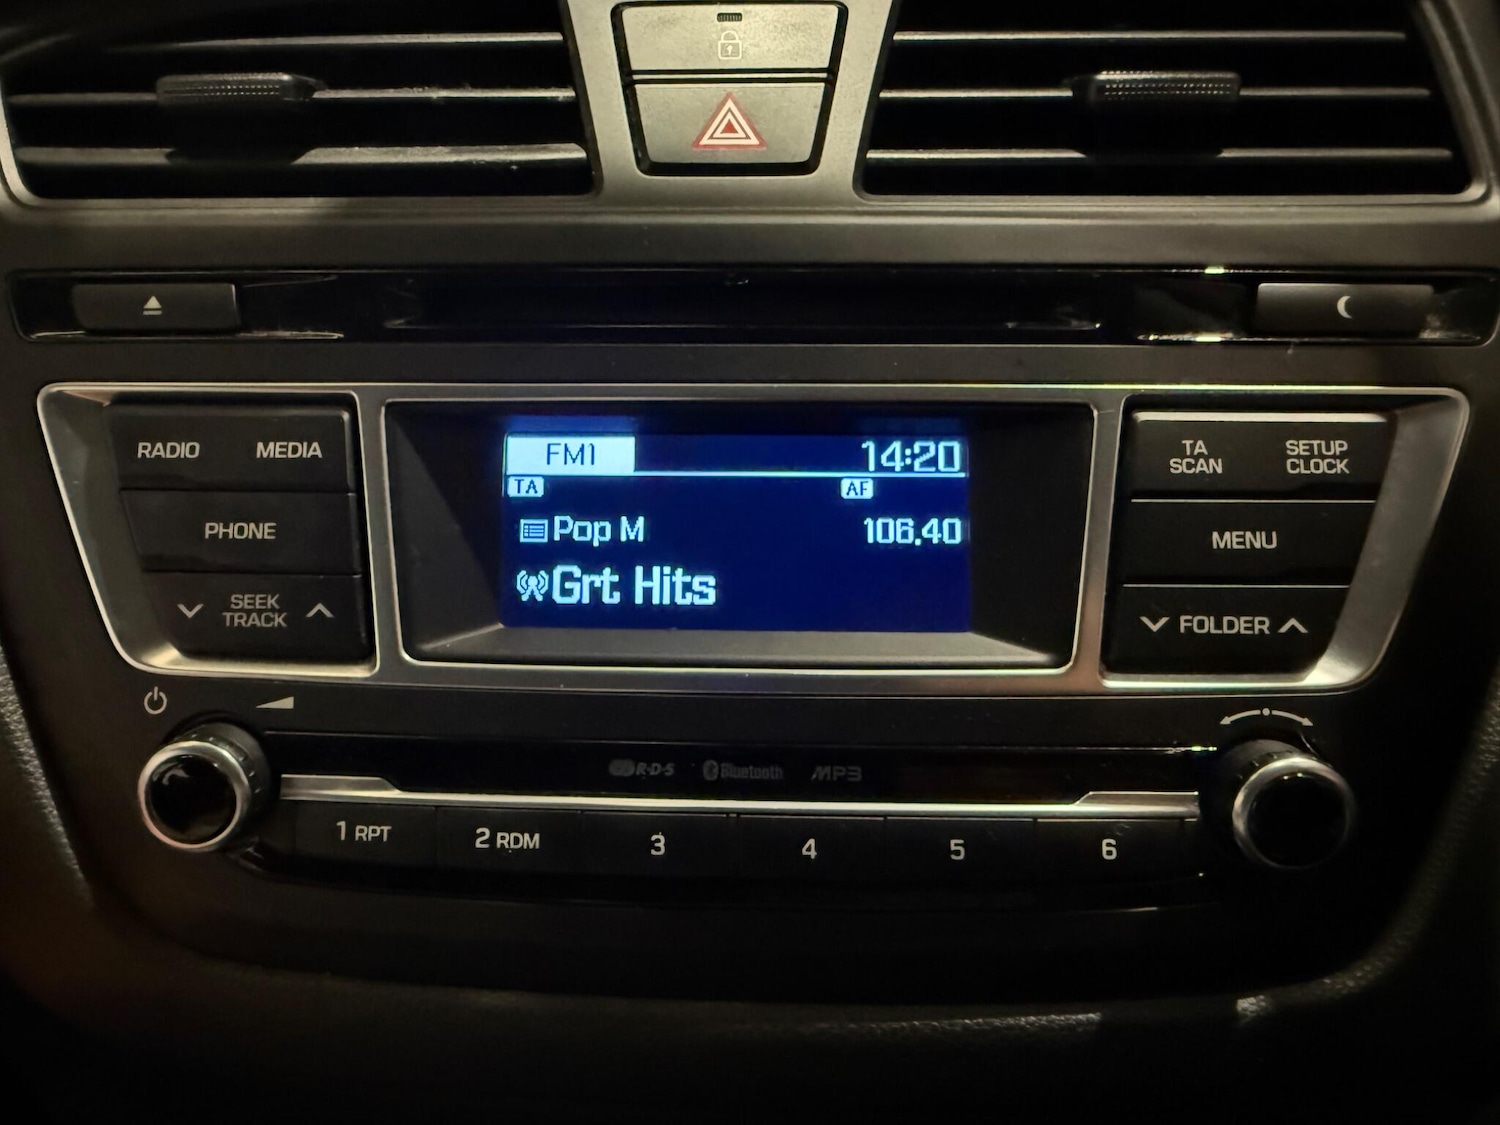 RADIO MEDIA
PHONE
SEEK
TRACK
FM1 14:20
TA AF
Pop M 106.40
Grt Hits
TA
SCAN
SETUP
CLOCK
MENU
FOLDER
R·D·S Bluetooth MP3
1 RPT 2 RDM 3 4 5 6